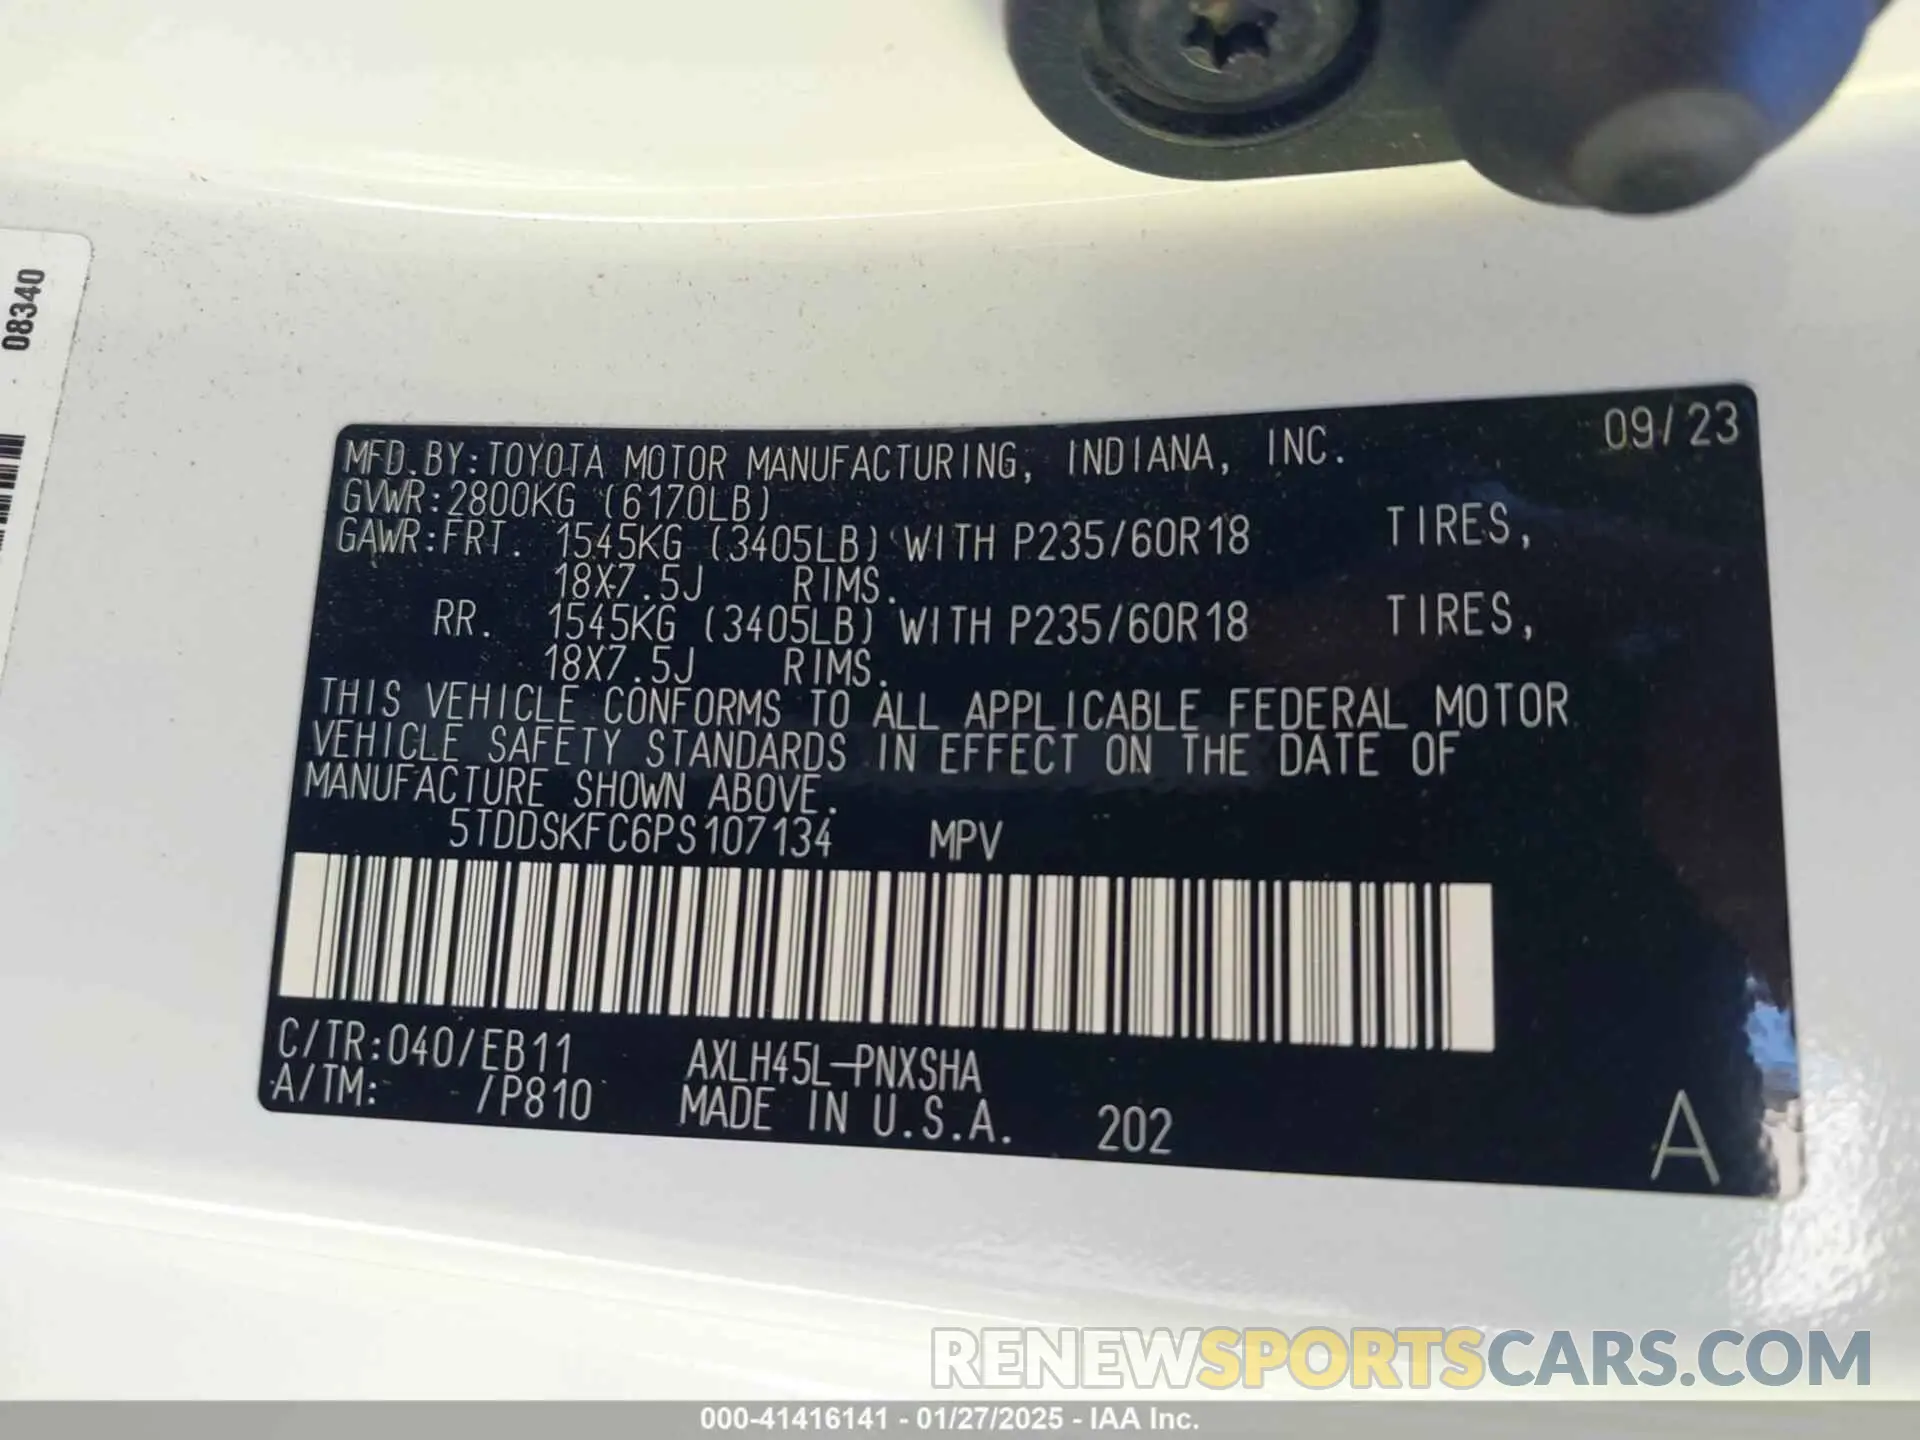 08340
09/23
MFD.BY:TOYOTA MOTOR MANUFACTURING, INDIANA, INC.
GVWR:2800KG (6170LB)
GAWR:FRT. 1545KG (3405LB) WITH P235/60R18 TIRES,
18X7.5J RIMS.
RR. 1545KG (3405LB) WITH P235/60R18 TIRES,
18X7.5J RIMS.
THIS VEHICLE CONFORMS TO ALL APPLICABLE FEDERAL MOTOR
VEHICLE SAFETY STANDARDS IN EFFECT ON THE DATE OF
MANUFACTURE SHOWN ABOVE.
5TDDSKFC6PS107134 MPV
C/TR:040/EB11 AXLH45L-PNXSHA
A/TM: /P810 MADE IN U.S.A. 202 A
RENEWSPORTSCARS.COM
000-41416141 - 01/27/2025 - IAA Inc.